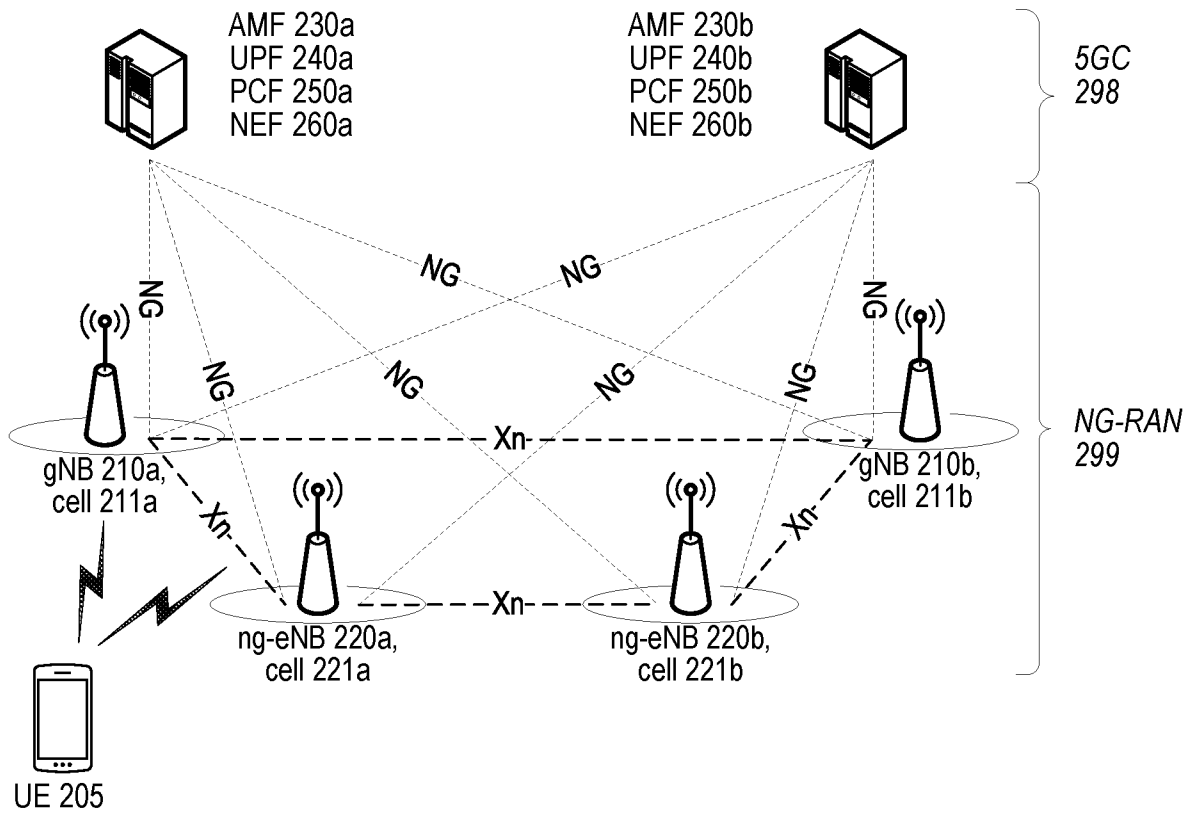 AMF 230a
UPF 240a
PCF 250a
NEF 260a
AMF 230b
UPF 240b
PCF 250b
NEF 260b
5GC
298
NG
NG
NG
NG
NG
NG
NG
NG
Xn
gNB 210a,
cell 211a
gNB 210b,
cell 211b
NG-RAN
299
Xn
Xn
Xn
ng-eNB 220a,
cell 221a
ng-eNB 220b,
cell 221b
UE 205